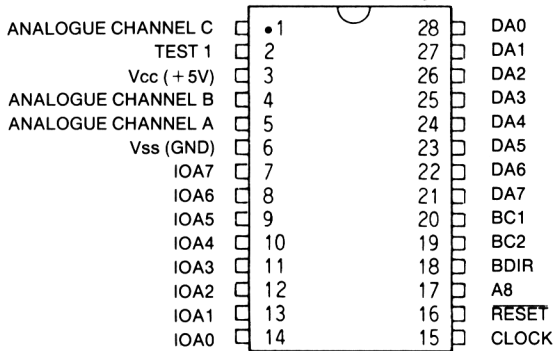 ANALOGUE CHANNEL C •1 28 DA0
TEST 1 2 27 DA1
Vcc (+5V) 3 26 DA2
ANALOGUE CHANNEL B 4 25 DA3
ANALOGUE CHANNEL A 5 24 DA4
Vss (GND) 6 23 DA5
IOA7 7 22 DA6
IOA6 8 21 DA7
IOA5 9 20 BC1
IOA4 10 19 BC2
IOA3 11 18 BDIR
IOA2 12 17 A8
IOA1 13 16 RESET
IOA0 14 15 CLOCK